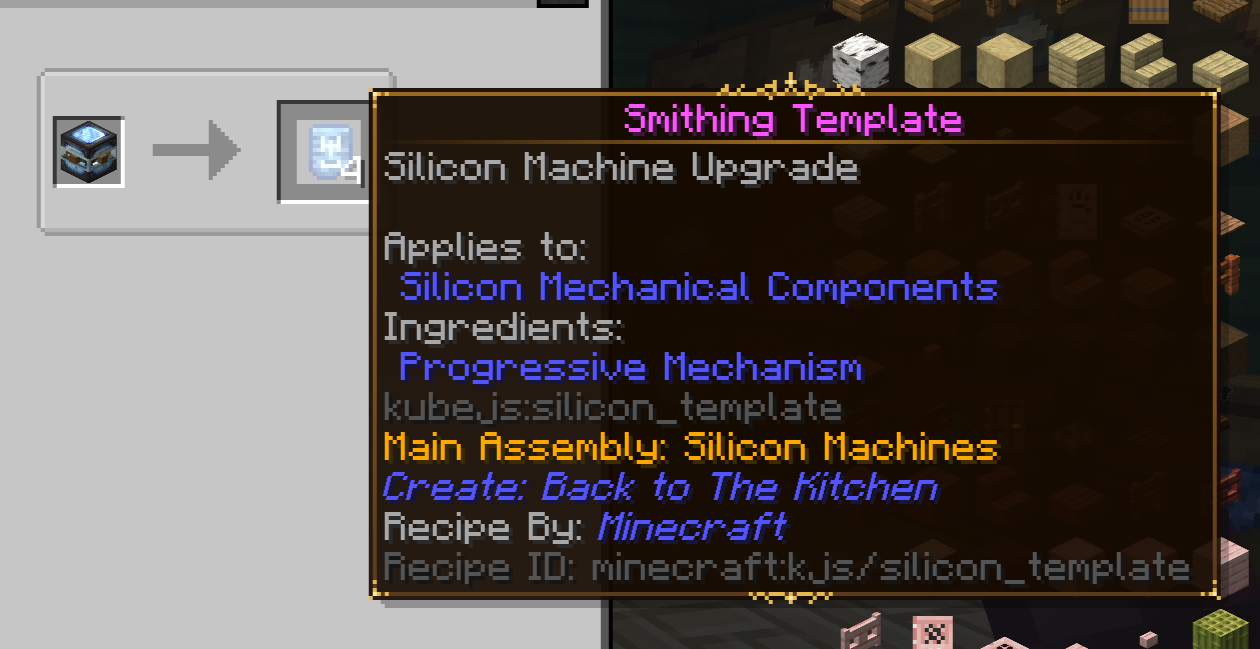 4
Smithing Template
Silicon Machine Upgrade
Applies to:
Silicon Mechanical Components
Ingredients:
Progressive Mechanism
kubejs:silicon_template
Main Assembly: Silicon Machines
Create: Back to The Kitchen
Recipe By: Minecraft
Recipe ID: minecraft:kjs/silicon_template